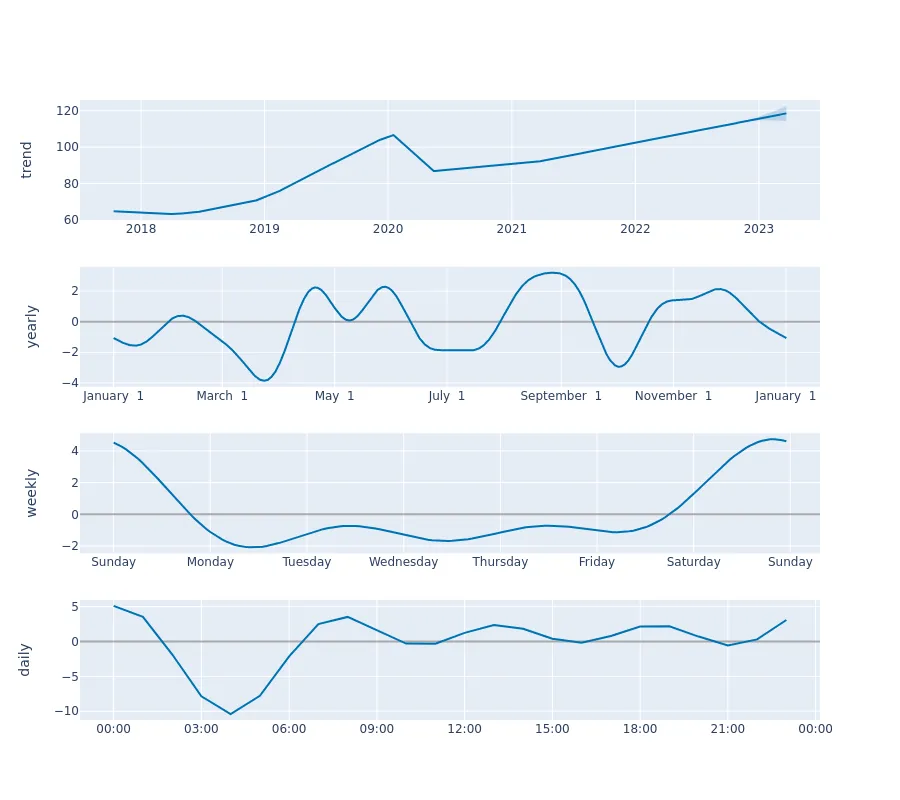 trend
120
100
80
60
2018 2019 2020 2021 2022 2023
yearly
2
0
−2
−4
January 1 March 1 May 1 July 1 September 1 November 1 January 1
weekly
4
2
0
−2
Sunday Monday Tuesday Wednesday Thursday Friday Saturday Sunday
daily
5
0
−5
−10
00:00 03:00 06:00 09:00 12:00 15:00 18:00 21:00 00:00